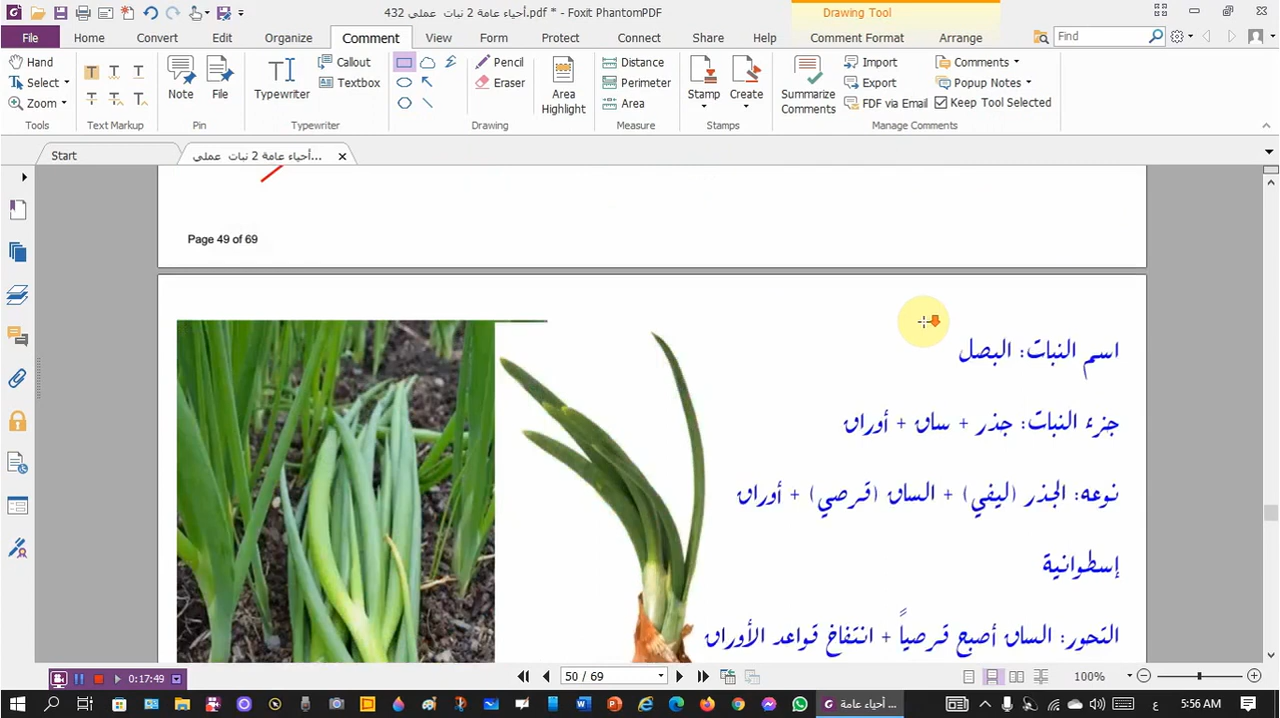 أحياء عامة 2 نبات عملي 432.pdf * - Foxit PhantomPDF
Drawing Tool
File Home Convert Edit Organize Comment View Form Protect Connect Share Help Comment Format Arrange Find
Hand
Select
Zoom
Tools
Text Markup
Note
File
Pin
Typewriter
Callout
Textbox
Typewriter
Pencil
Eraser
Area Highlight
Drawing
Distance
Perimeter
Area
Measure
Stamp
Create
Stamps
Summarize Comments
Import
Export
FDF via Email
Comments
Popup Notes
Keep Tool Selected
Manage Comments
Start
أحياء عامة 2 نبات عملي...
Page 49 of 69
اسم النبات: البصل
جزء النبات: جذر + ساق + أوراق
نوعه: الجذر (ليفي) + الساق (قرصي) + أوراق
إسطوانية
التحور: الساق أصبح قرصياً + انتفاخ قواعد الأوراق
0:17:49
50 / 69
100%
أحياء عامة ...
ع
5:56 AM